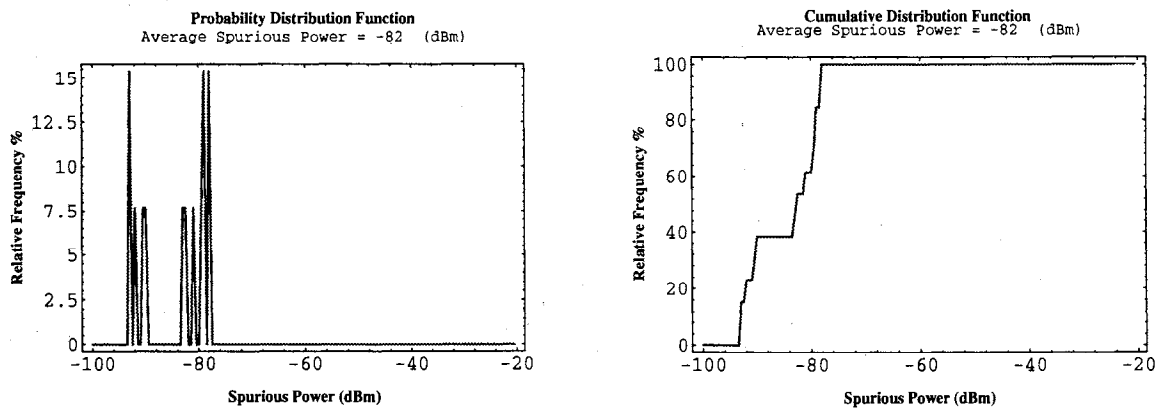 Probability Distribution Function
Average Spurious Power = -82 (dBm)
15
12.5
10
7.5
5
2.5
0
Relative Frequency %
-100
-80
-60
-40
-20
Spurious Power (dBm)
Cumulative Distribution Function
Average Spurious Power = -82 (dBm)
100
80
60
40
20
0
Relative Frequency %
-100
-80
-60
-40
-20
Spurious Power (dBm)